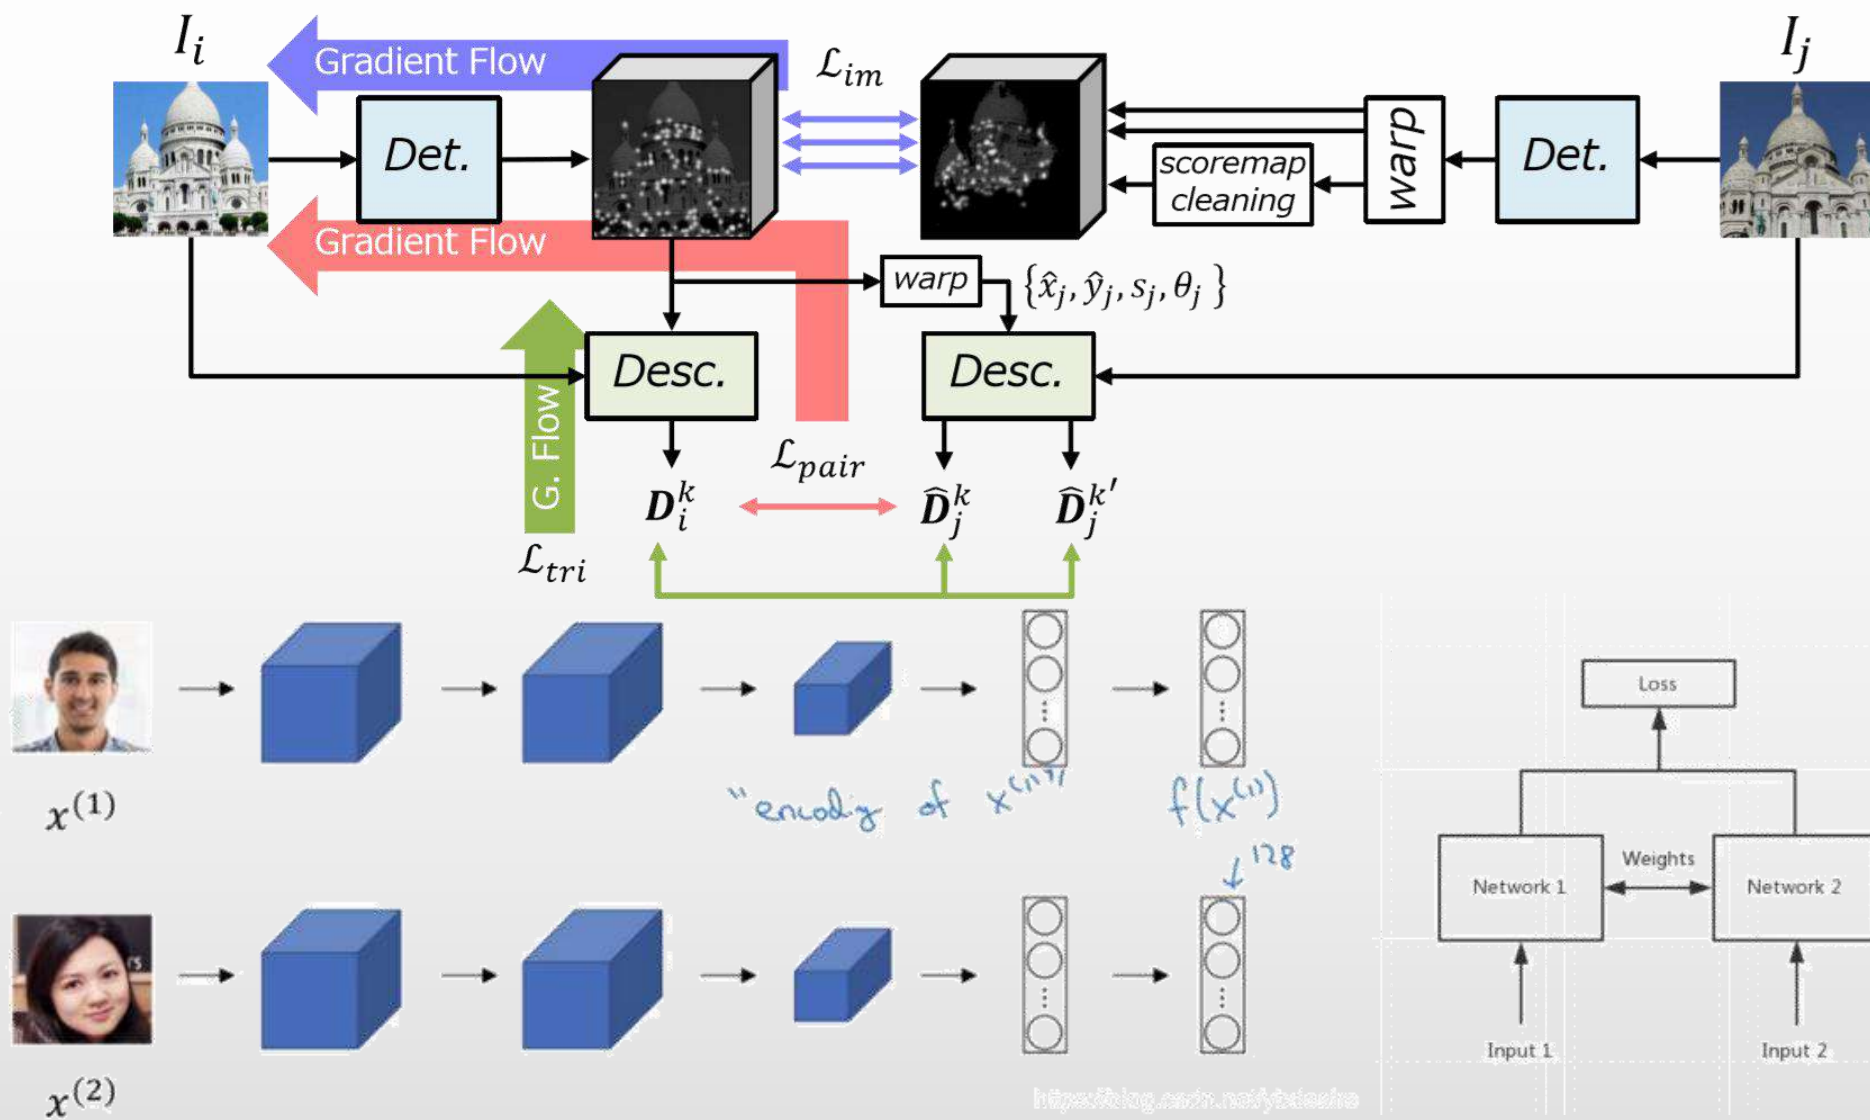 I_i
I_j
Gradient Flow
ℒ_im
Det.
warp
Det.
scoremap
cleaning
Gradient Flow
warp
{x̂_j, ŷ_j, s_j, θ_j}
Desc.
Desc.
G. Flow
ℒ_pair
D_i^k
D̂_j^k
D̂_j^k'
ℒ_tri
x^(1)
"encoding of x^(1)"
f(x^(1))
128
x^(2)
Loss
Network 1
Weights
Network 2
Input 1
Input 2